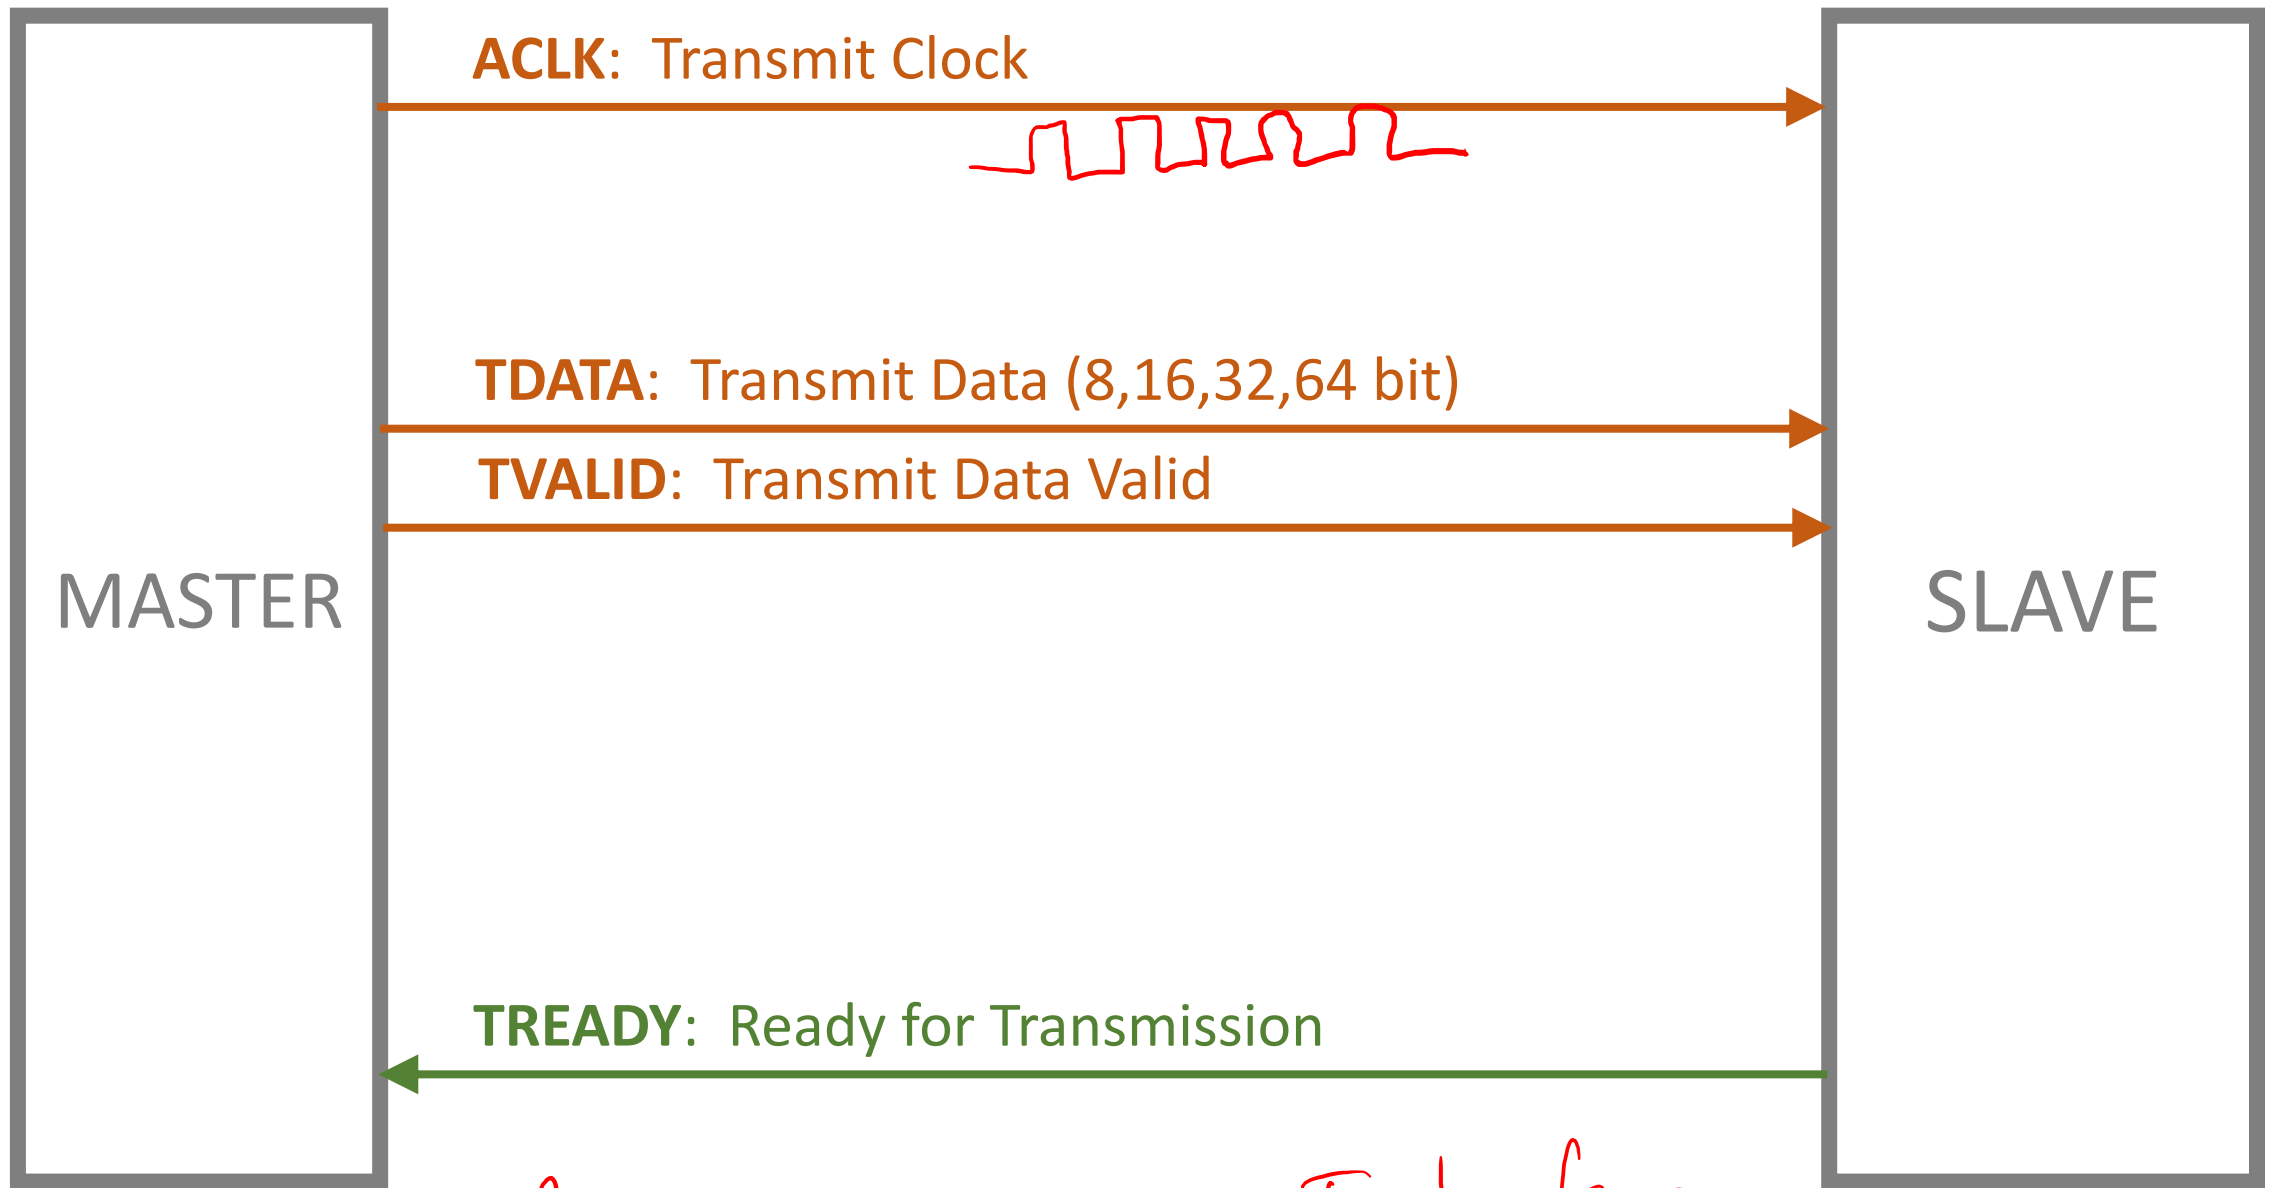 ACLK: Transmit Clock
TDATA: Transmit Data (8,16,32,64 bit)
TVALID: Transmit Data Valid
MASTER
SLAVE
TREADY: Ready for Transmission